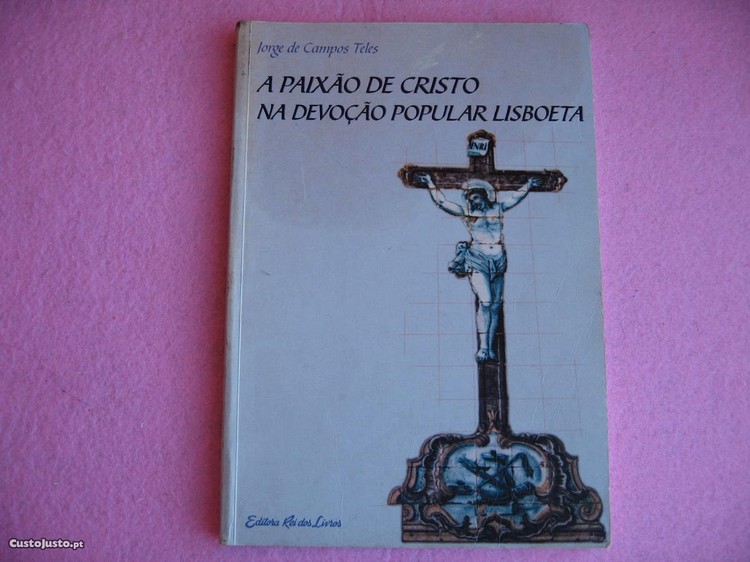 Jorge de Campos Teles
A PAIXÃO DE CRISTO
NA DEVOÇÃO POPULAR LISBOETA
INRI
Editora Rei dos Livros
CustoJusto.pt